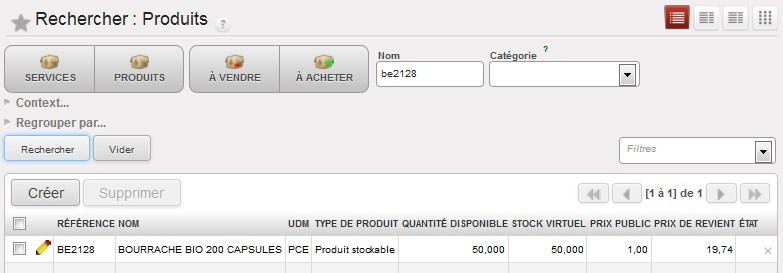 Rechercher : Produits ?
SERVICES PRODUITS À VENDRE À ACHETER
Nom Catégorie ?
be2128
Context...
Regrouper par...
Rechercher Vider Filtres
Créer Supprimer [1 à 1] de 1
RÉFÉRENCE NOM UDM TYPE DE PRODUIT QUANTITÉ DISPONIBLE STOCK VIRTUEL PRIX PUBLIC PRIX DE REVIENT ÉTAT
BE2128 BOURRACHE BIO 200 CAPSULES PCE Produit stockable 50,000 50,000 1,00 19,74